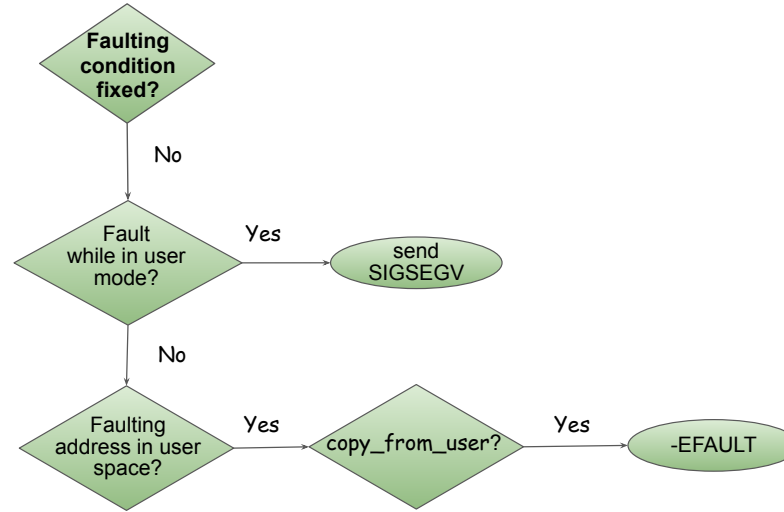 Faulting
condition
fixed?
No
Fault
while in user
mode?
Yes
send
SIGSEGV
No
Faulting
address in user
space?
Yes
copy_from_user?
Yes
-EFAULT